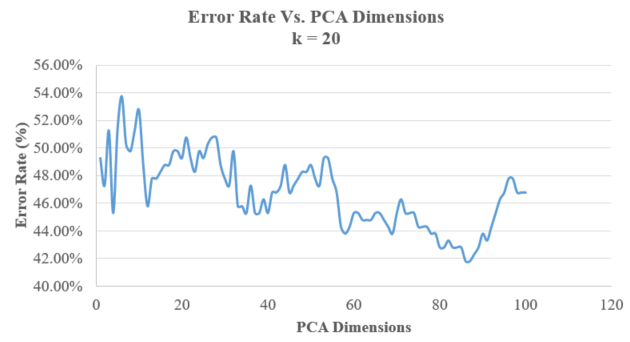 Error Rate Vs. PCA Dimensions
k = 20
56.00%
54.00%
52.00%
50.00%
48.00%
46.00%
44.00%
42.00%
40.00%
Error Rate (%)
0 20 40 60 80 100 120
PCA Dimensions